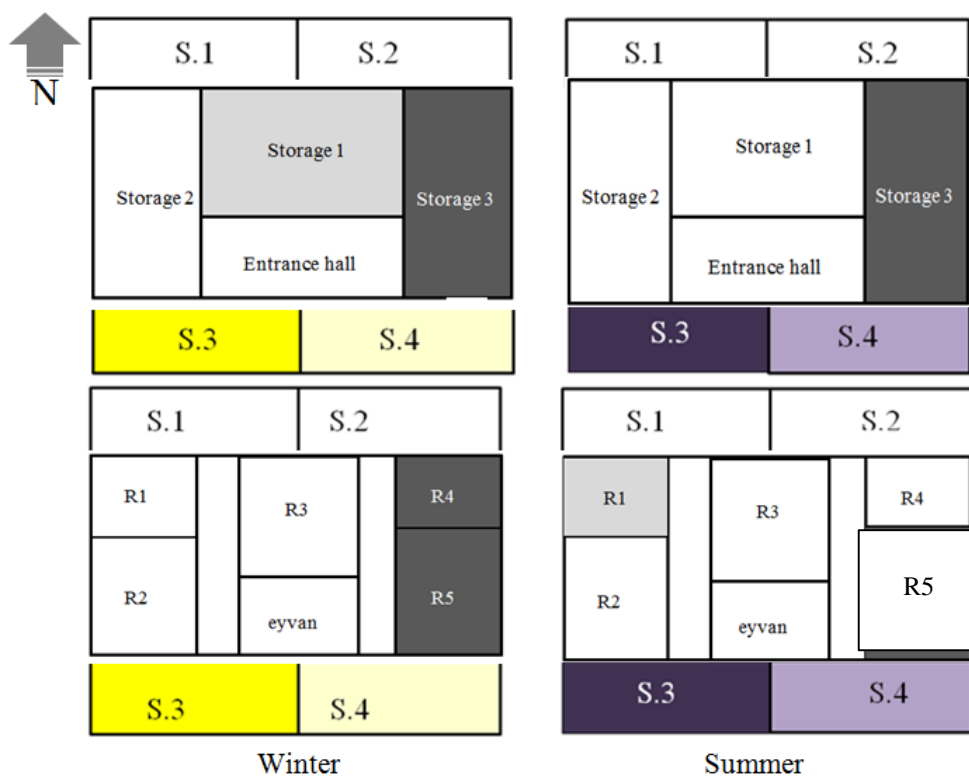 S.1 S.2 S.1 S.2
N
Storage 1 Storage 1
Storage 2 Storage 3 Storage 2 Storage 3
Entrance hall Entrance hall
S.3 S.4 S.3 S.4
S.1 S.2 S.1 S.2
R1 R3 R4 R1 R3 R4
R2 eyvan R5 R2 eyvan R5
S.3 S.4 S.3 S.4
Winter Summer